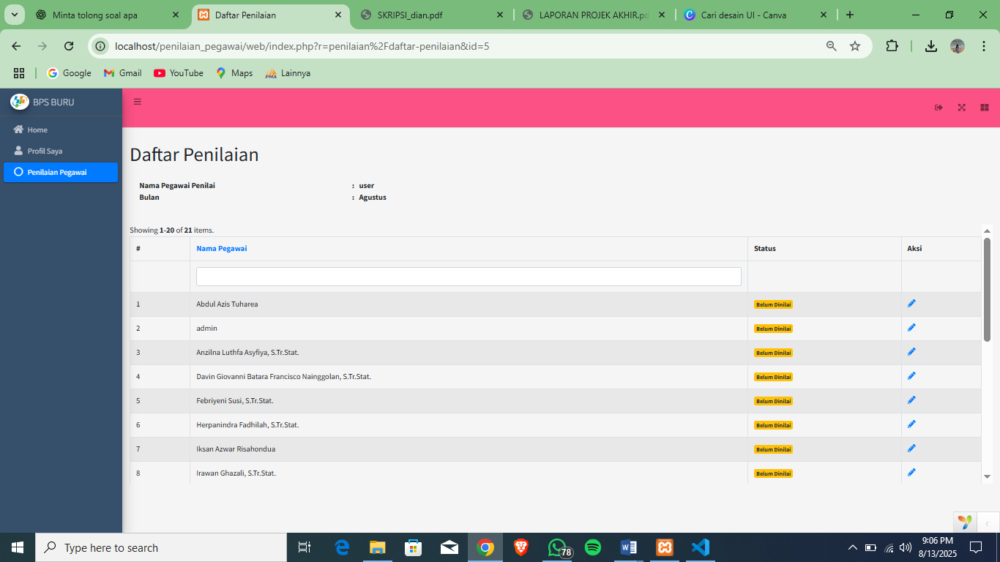 Minta tolong soal apa
Daftar Penilaian
SKRIPSI_dian.pdf
LAPORAN PROJEK AKHIR.pd
Cari desain UI - Canva
localhost/penilaian_pegawai/web/index.php?r=penilaian%2Fdaftar-penilaian&id=5
Google
Gmail
YouTube
Maps
PMA
Lainnya
BPS BURU
Home
Profil Saya
Penilaian Pegawai
Daftar Penilaian
Nama Pegawai Penilai : user
Bulan : Agustus
Showing 1-20 of 21 items.
# Nama Pegawai Status Aksi
1 Abdul Azis Tuharea Belum Dinilai
2 admin Belum Dinilai
3 Anzilna Luthfa Asyfiya, S.Tr.Stat. Belum Dinilai
4 Davin Giovanni Batara Francisco Nainggolan, S.Tr.Stat. Belum Dinilai
5 Febriyeni Susi, S.Tr.Stat. Belum Dinilai
6 Herpanindra Fadhilah, S.Tr.Stat. Belum Dinilai
7 Iksan Azwar Risahondua Belum Dinilai
8 Irawan Ghazali, S.Tr.Stat. Belum Dinilai
Type here to search
78
9:06 PM
8/13/2025